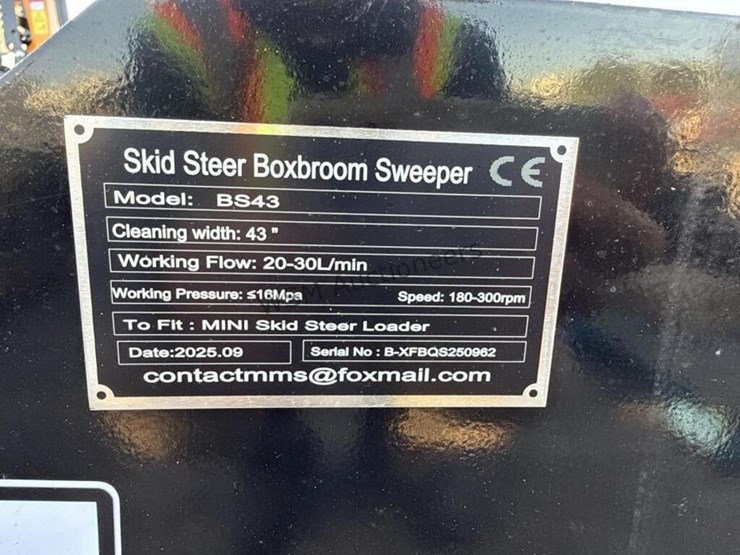 Skid Steer Boxbroom Sweeper CE
Model: BS43
Cleaning width: 43 "
Working Flow: 20-30L/min
Working Pressure: ≤16Mpa Speed: 180-300rpm
To Fit : MINI Skid Steer Loader
Date:2025.09 Serial No : B-XFBQS250962
contactmms@foxmail.com
Auctioneers